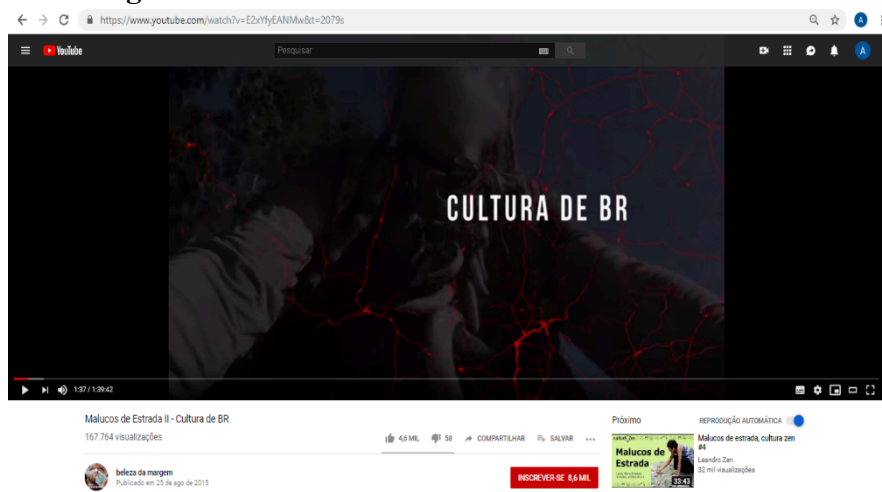 https://www.youtube.com/watch?v=E2xYfyEANMw&t=2079s
A
YouTube
Pesquisar
A
CULTURA DE BR
1:37 / 1:39:42
Malucos de Estrada II - Cultura de BR
167.764 visualizações
4,6 MIL
58
COMPARTILHAR
SALVAR
beleza da margem
Publicado em 25 de ago de 2015
INSCREVER-SE 8,6 MIL
Próximo
REPRODUÇÃO AUTOMÁTICA
Malucos de
Estrada
33:43
Malucos de estrada, cultura zen
#4
Leandro Zen
32 mil visualizações